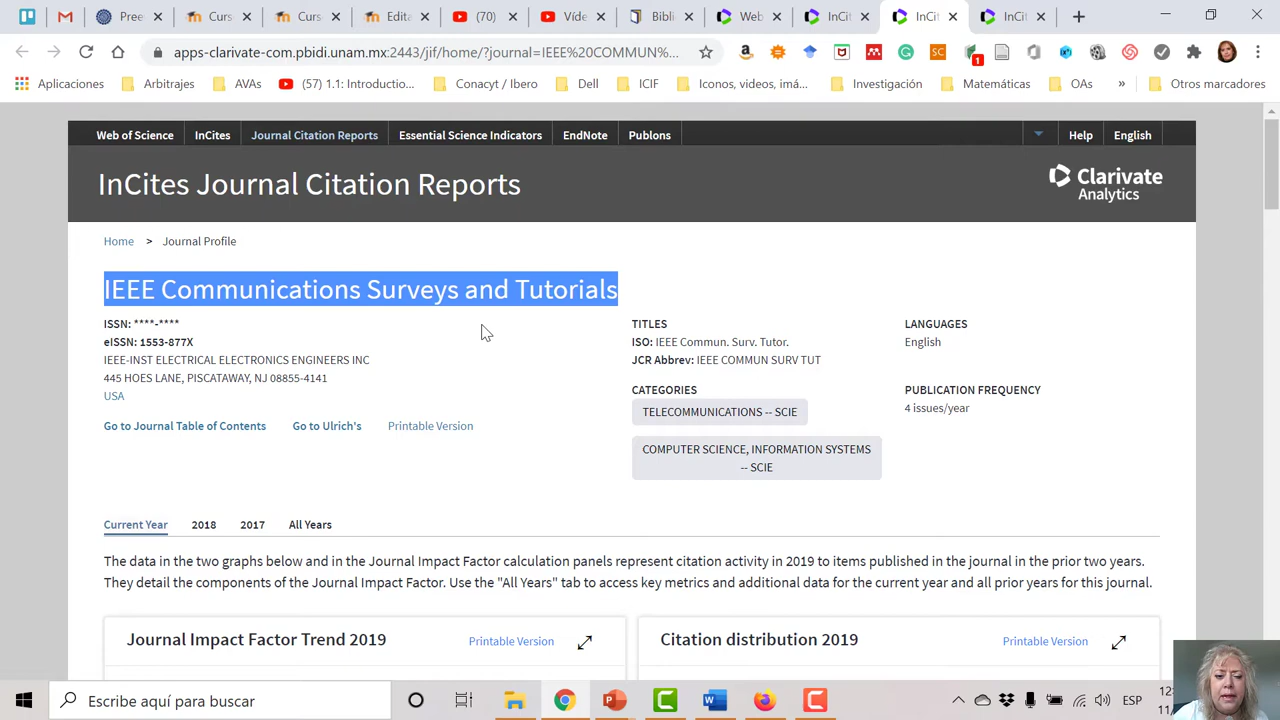 Pree
Curs
Curs
Edita
(70)
Víde
Bibli
We
InCit
InCit
InCit
apps-clarivate-com.pbidi.unam.mx:2443/jif/home/?journal=IEEE%20COMMUN%...
Aplicaciones
Arbitrajes
AVAs
(57) 1.1: Introductio...
Conacyt / Ibero
Dell
ICIF
Iconos, videos, imá...
Investigación
Matemáticas
OAs
»
Otros marcadores
Web of Science
InCites
Journal Citation Reports
Essential Science Indicators
EndNote
Publons
Help
English
InCites Journal Citation Reports
Clarivate
Analytics
Home > Journal Profile
IEEE Communications Surveys and Tutorials
ISSN: ****-****
eISSN: 1553-877X
IEEE-INST ELECTRICAL ELECTRONICS ENGINEERS INC
445 HOES LANE, PISCATAWAY, NJ 08855-4141
USA
Go to Journal Table of Contents
Go to Ulrich's
Printable Version
TITLES
ISO: IEEE Commun. Surv. Tutor.
JCR Abbrev: IEEE COMMUN SURV TUT
CATEGORIES
TELECOMMUNICATIONS -- SCIE
COMPUTER SCIENCE, INFORMATION SYSTEMS
-- SCIE
LANGUAGES
English
PUBLICATION FREQUENCY
4 issues/year
Current Year
2018
2017
All Years
The data in the two graphs below and in the Journal Impact Factor calculation panels represent citation activity in 2019 to items published in the journal in the prior two years.
They detail the components of the Journal Impact Factor. Use the "All Years" tab to access key metrics and additional data for the current year and all prior years for this journal.
Journal Impact Factor Trend 2019
Printable Version
Citation distribution 2019
Printable Version
Escribe aquí para buscar
ESP